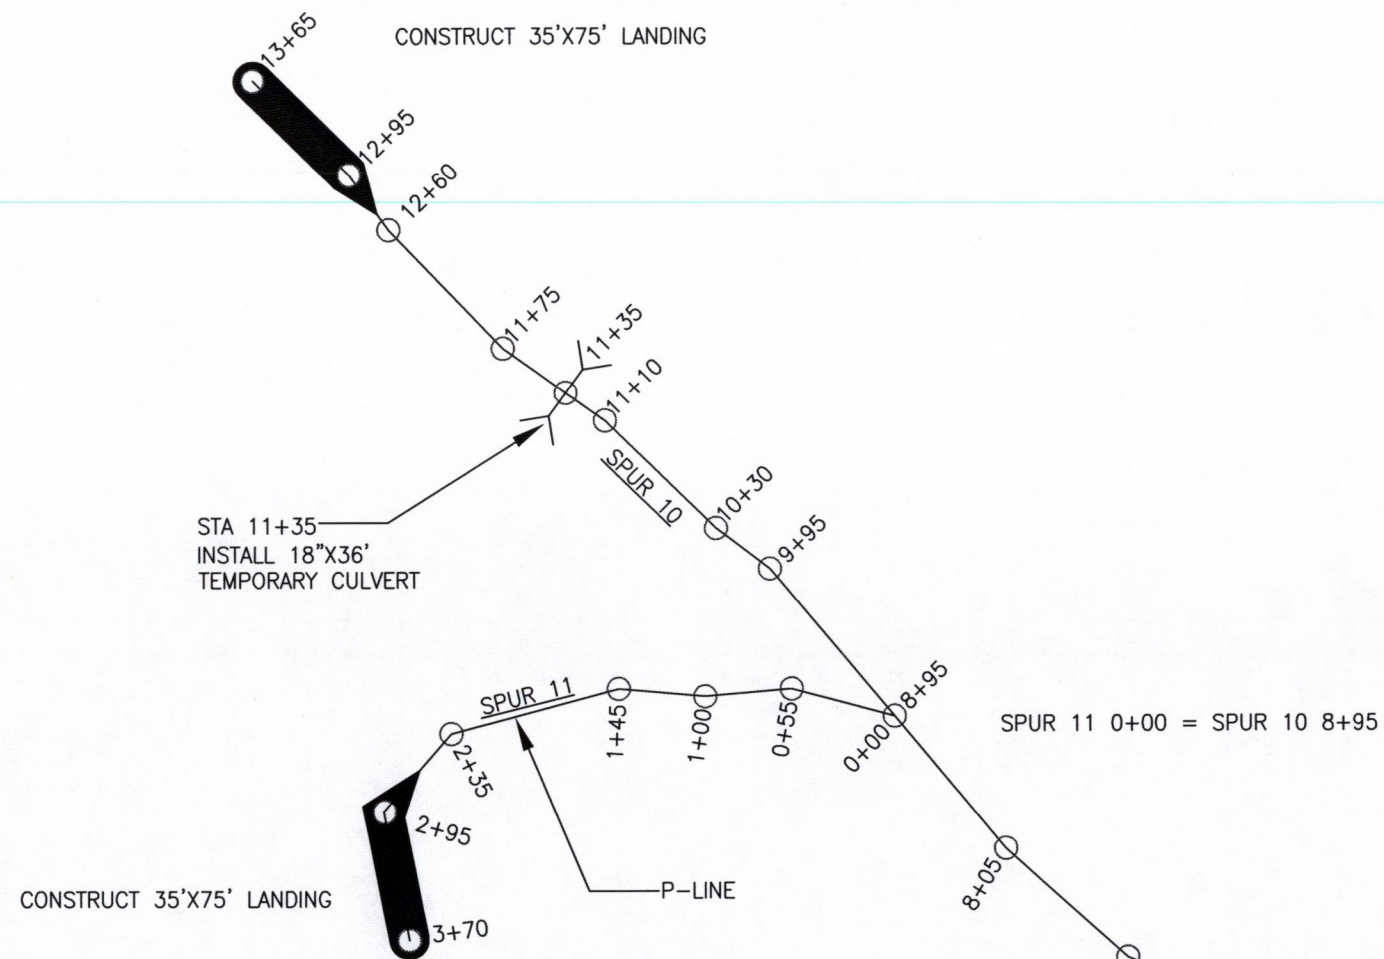 13+65
CONSTRUCT 35'X75' LANDING
12+95
12+60
11+75
11+35
11+10
SPUR 10
10+30
9+95
STA 11+35
INSTALL 18"X36'
TEMPORARY CULVERT
8+95
SPUR 11
1+45
1+00
0+55
0+00
SPUR 11 0+00 = SPUR 10 8+95
2+35
2+95
8+05
P-LINE
CONSTRUCT 35'X75' LANDING
3+70